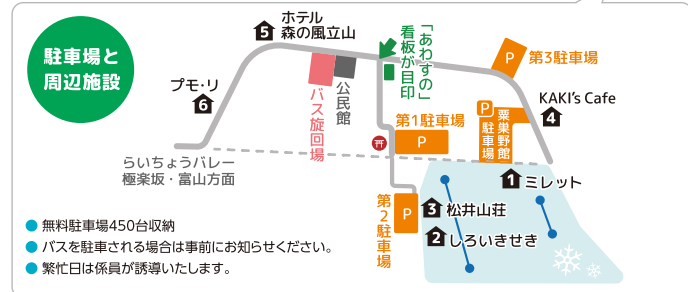 駐車場と
周辺施設
5
ホテル
森の風立山
プモ・リ
6
バス旋回場
公民館
「あわすの」
看板が目印
P
第3駐車場
KAKI's Cafe
4
P
粟巣野館
駐車場
第1駐車場
P
らいちょうバレー
極楽坂・富山方面
1
ミレット
第2駐車場
P
3
松井山荘
2
しろいきせき
無料駐車場450台収納
バスを駐車される場合は事前にお知らせください。
繁忙日は係員が誘導いたします。